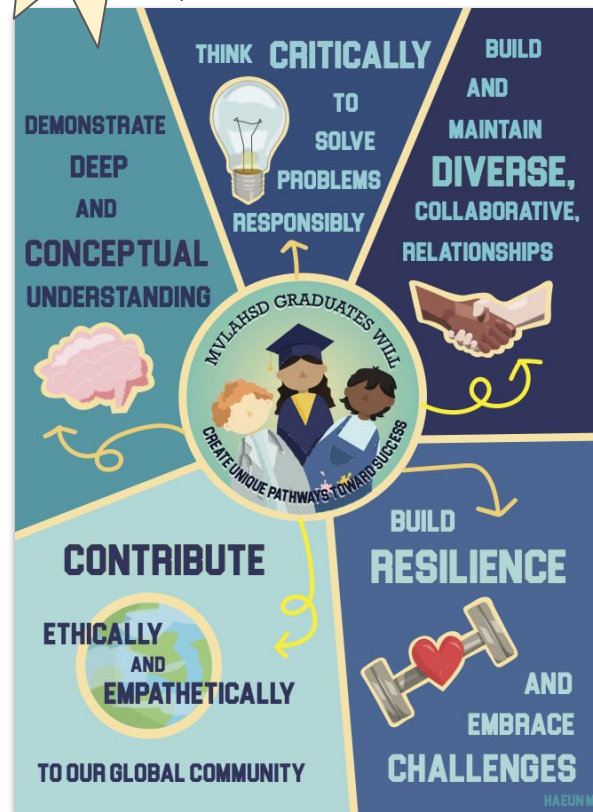 MVLAHSD GRADUATES WILL
CREATE UNIQUE PATHWAYS TOWARD SUCCESS
DEMONSTRATE
DEEP
AND
CONCEPTUAL
UNDERSTANDING
THINK CRITICALLY
TO
SOLVE
PROBLEMS
RESPONSIBLY
BUILD
AND
MAINTAIN
DIVERSE,
COLLABORATIVE,
RELATIONSHIPS
CONTRIBUTE
ETHICALLY
AND
EMPATHETICALLY
TO OUR GLOBAL COMMUNITY
BUILD
RESILIENCE
AND
EMBRACE
CHALLENGES
HAEUN M